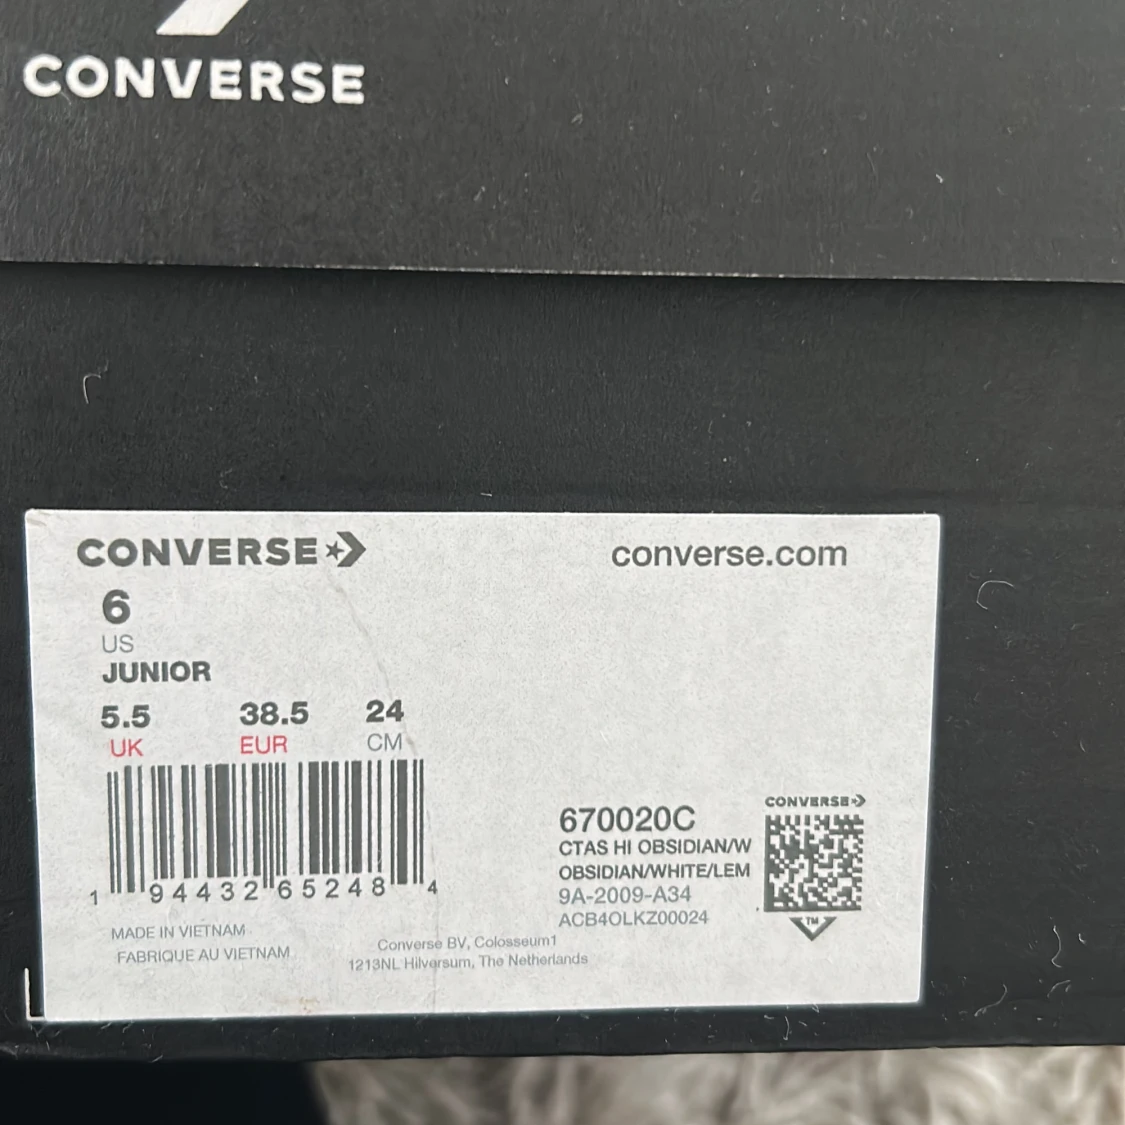 CONVERSE
CONVERSE
converse.com
6
US
JUNIOR
5.5 38.5 24
UK EUR CM
1 94432 65248 4
670020C
CTAS HI OBSIDIAN/W
OBSIDIAN/WHITE/LEM
9A-2009-A34
ACB4OLKZ00024
CONVERSE
TM
MADE IN VIETNAM
FABRIQUE AU VIETNAM
Converse BV, Colosseum1
1213NL Hilversum, The Netherlands